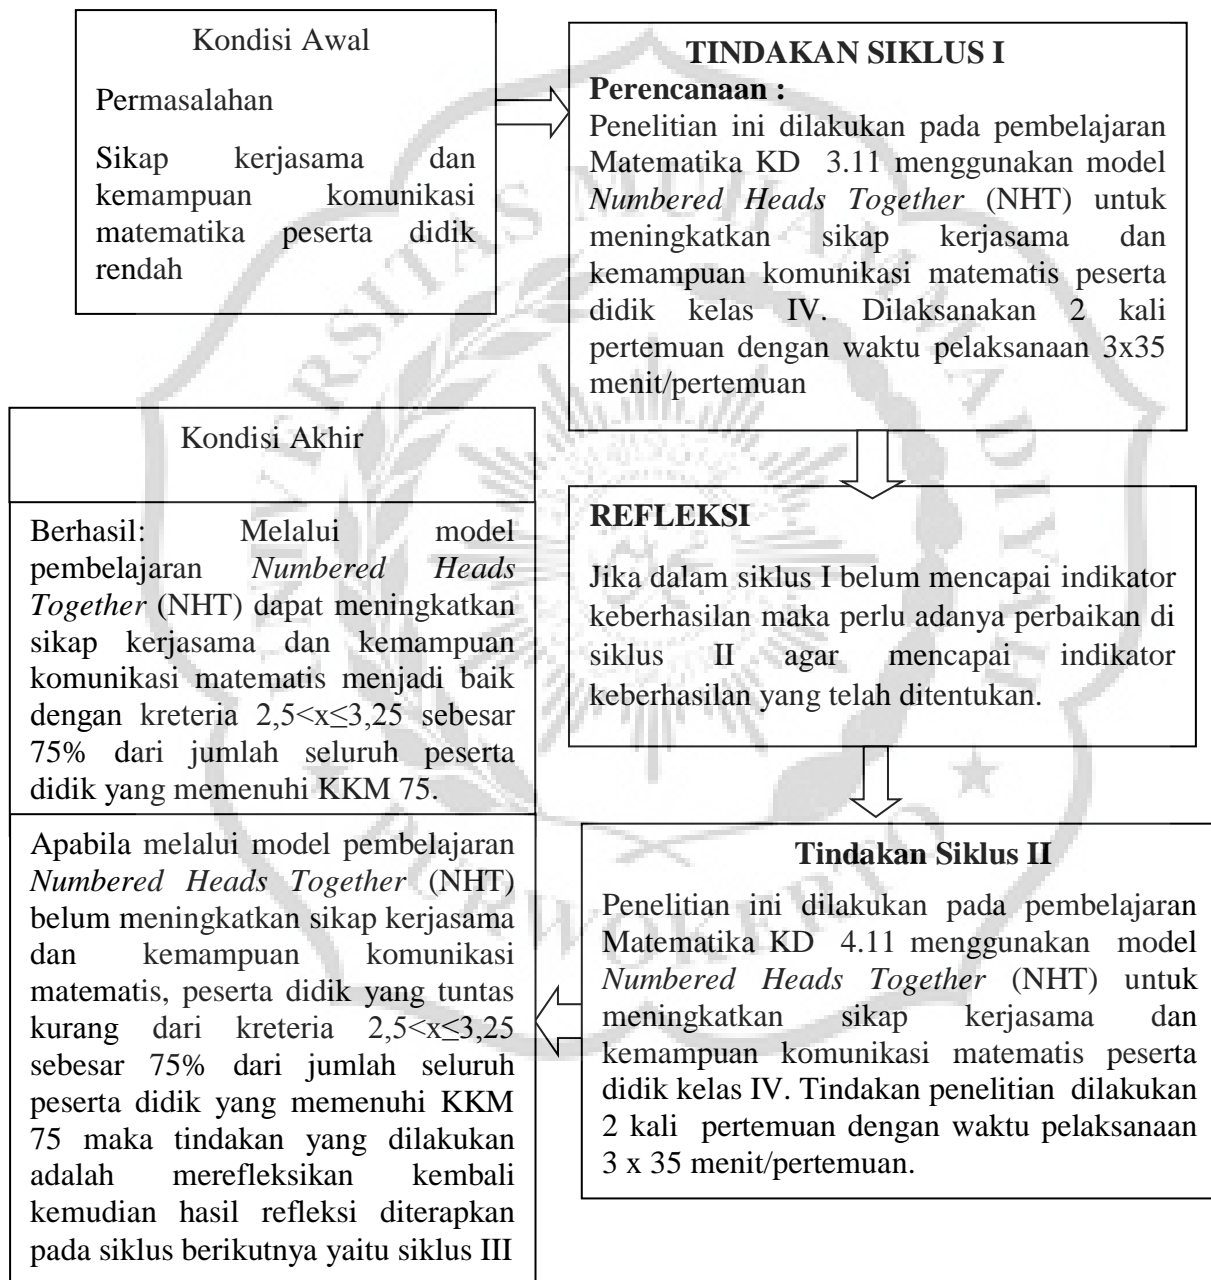 Kondisi Awal
Permasalahan
Sikap kerjasama dan
kemampuan komunikasi
matematika peserta didik
rendah
TINDAKAN SIKLUS I
Perencanaan :
Penelitian ini dilakukan pada pembelajaran
Matematika KD 3.11 menggunakan model
Numbered Heads Together (NHT) untuk
meningkatkan sikap kerjasama dan
kemampuan komunikasi matematis peserta
didik kelas IV. Dilaksanakan 2 kali
pertemuan dengan waktu pelaksanaan 3x35
menit/pertemuan
REFLEKSI
Jika dalam siklus I belum mencapai indikator
keberhasilan maka perlu adanya perbaikan di
siklus II agar mencapai indikator
keberhasilan yang telah ditentukan.
Tindakan Siklus II
Penelitian ini dilakukan pada pembelajaran
Matematika KD 4.11 menggunakan model
Numbered Heads Together (NHT) untuk
meningkatkan sikap kerjasama dan
kemampuan komunikasi matematis peserta
didik kelas IV. Tindakan penelitian dilakukan
2 kali pertemuan dengan waktu pelaksanaan
3 x 35 menit/pertemuan.
Kondisi Akhir
Berhasil: Melalui model
pembelajaran Numbered Heads
Together (NHT) dapat meningkatkan
sikap kerjasama dan kemampuan
komunikasi matematis menjadi baik
dengan kreteria 2,5<x≤3,25 sebesar
75% dari jumlah seluruh peserta
didik yang memenuhi KKM 75.
Apabila melalui model pembelajaran
Numbered Heads Together (NHT)
belum meningkatkan sikap kerjasama
dan kemampuan komunikasi
matematis, peserta didik yang tuntas
kurang dari kreteria 2,5<x≤3,25
sebesar 75% dari jumlah seluruh
peserta didik yang memenuhi KKM
75 maka tindakan yang dilakukan
adalah merefleksikan kembali
kemudian hasil refleksi diterapkan
pada siklus berikutnya yaitu siklus III
UNIVERSITAS MUHAMMADIYAH
PURWOKERTO